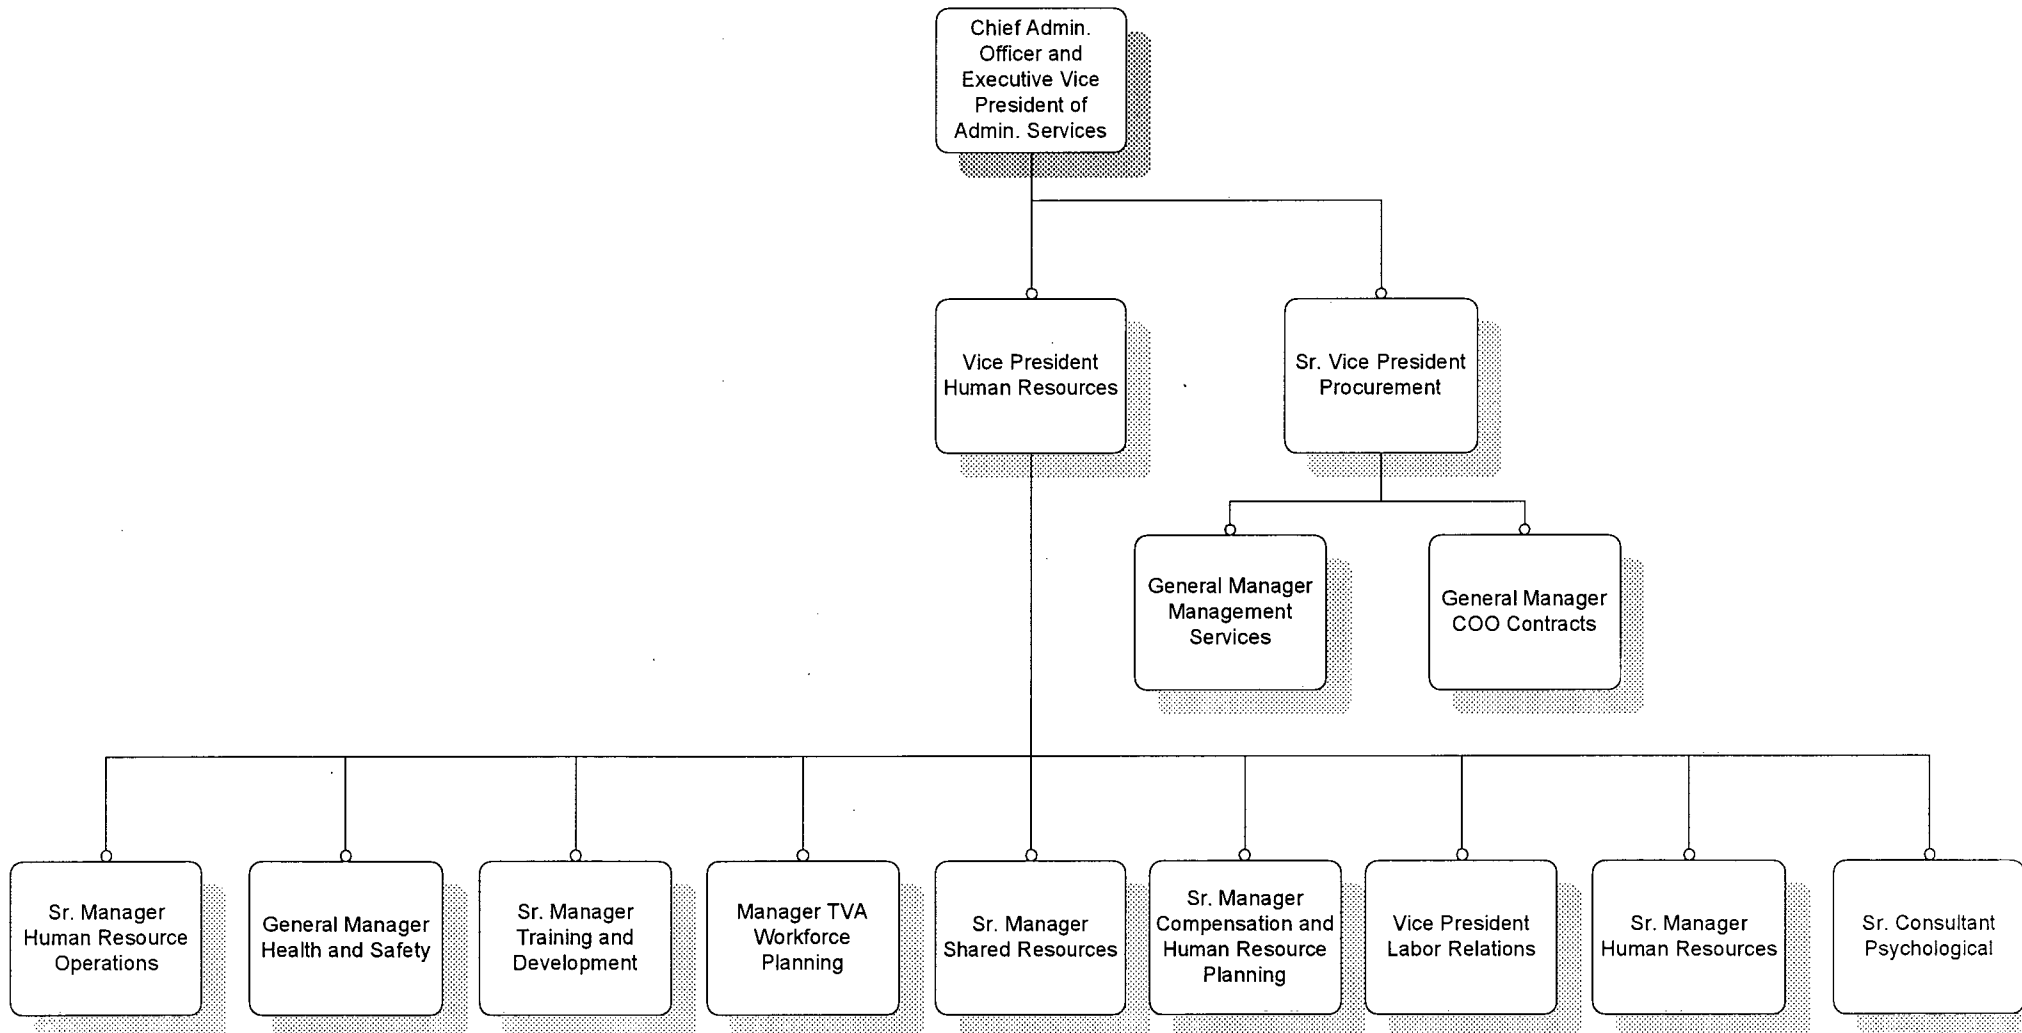 Chief Admin.
Officer and
Executive Vice
President of
Admin. Services
Vice President
Human Resources
Sr. Vice President
Procurement
General Manager
Management
Services
General Manager
COO Contracts
Sr. Manager
Human Resource
Operations
General Manager
Health and Safety
Sr. Manager
Training and
Development
Manager TVA
Workforce
Planning
Sr. Manager
Shared Resources
Sr. Manager
Compensation and
Human Resource
Planning
Vice President
Labor Relations
Sr. Manager
Human Resources
Sr. Consultant
Psychological